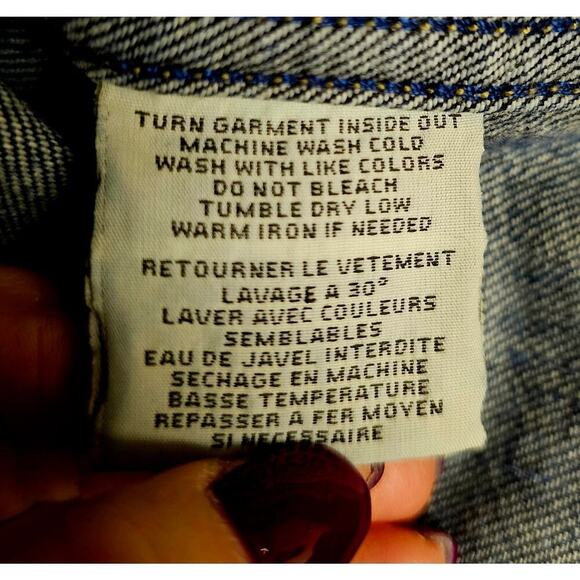 TURN GARMENT INSIDE OUT
MACHINE WASH COLD
WASH WITH LIKE COLORS
DO NOT BLEACH
TUMBLE DRY LOW
WARM IRON IF NEEDED
RETOURNER LE VETEMENT
LAVAGE A 30°
LAVER AVEC COULEURS
SEMBLABLES
EAU DE JAVEL INTERDITE
SECHAGE EN MACHINE
BASSE TEMPERATURE
REPASSER A FER MOYEN
SI NECESSAIRE